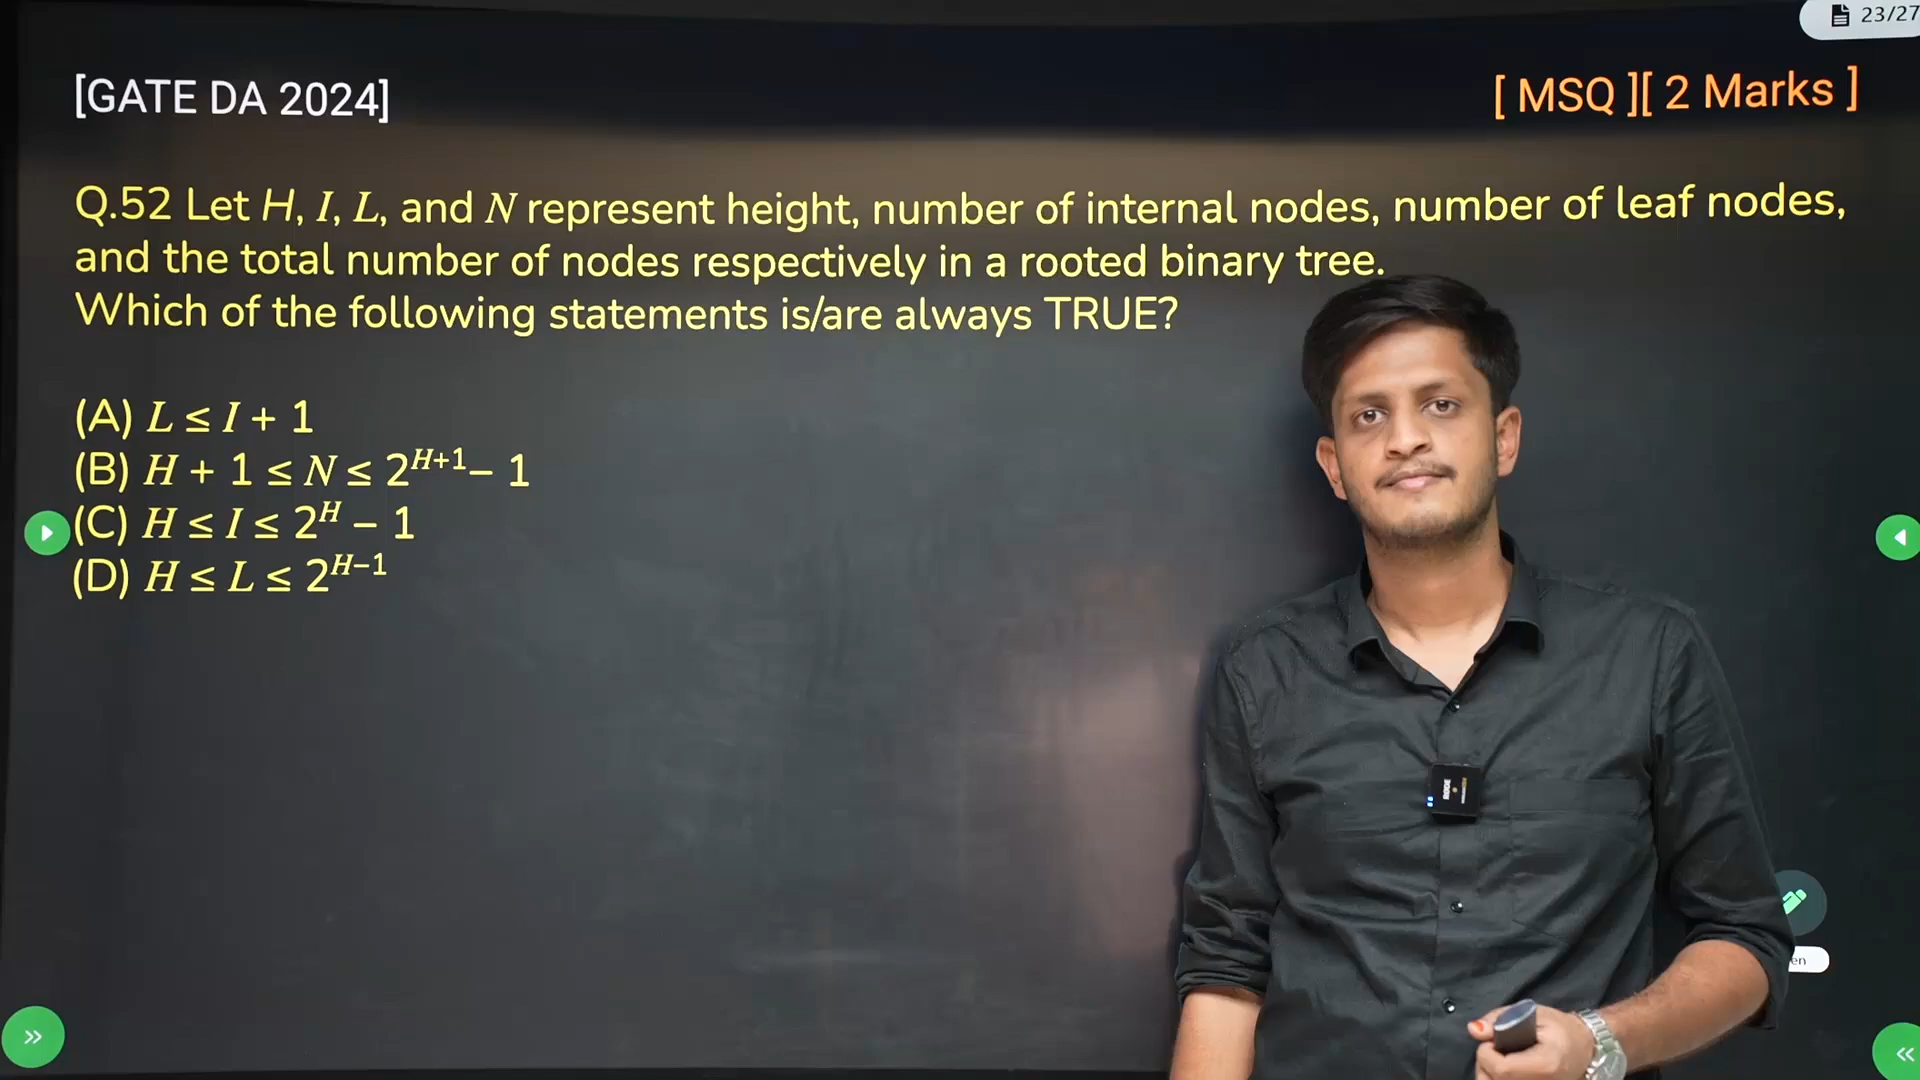 23/27
[GATE DA 2024]
[ MSQ ][ 2 Marks ]
Q.52 Let H, I, L, and N represent height, number of internal nodes, number of leaf nodes,
and the total number of nodes respectively in a rooted binary tree.
Which of the following statements is/are always TRUE?
(A) L ≤ I + 1
(B) H + 1 ≤ N ≤ 2^{H+1} – 1
(C) H ≤ I ≤ 2^H – 1
(D) H ≤ L ≤ 2^{H–1}
RODE
en